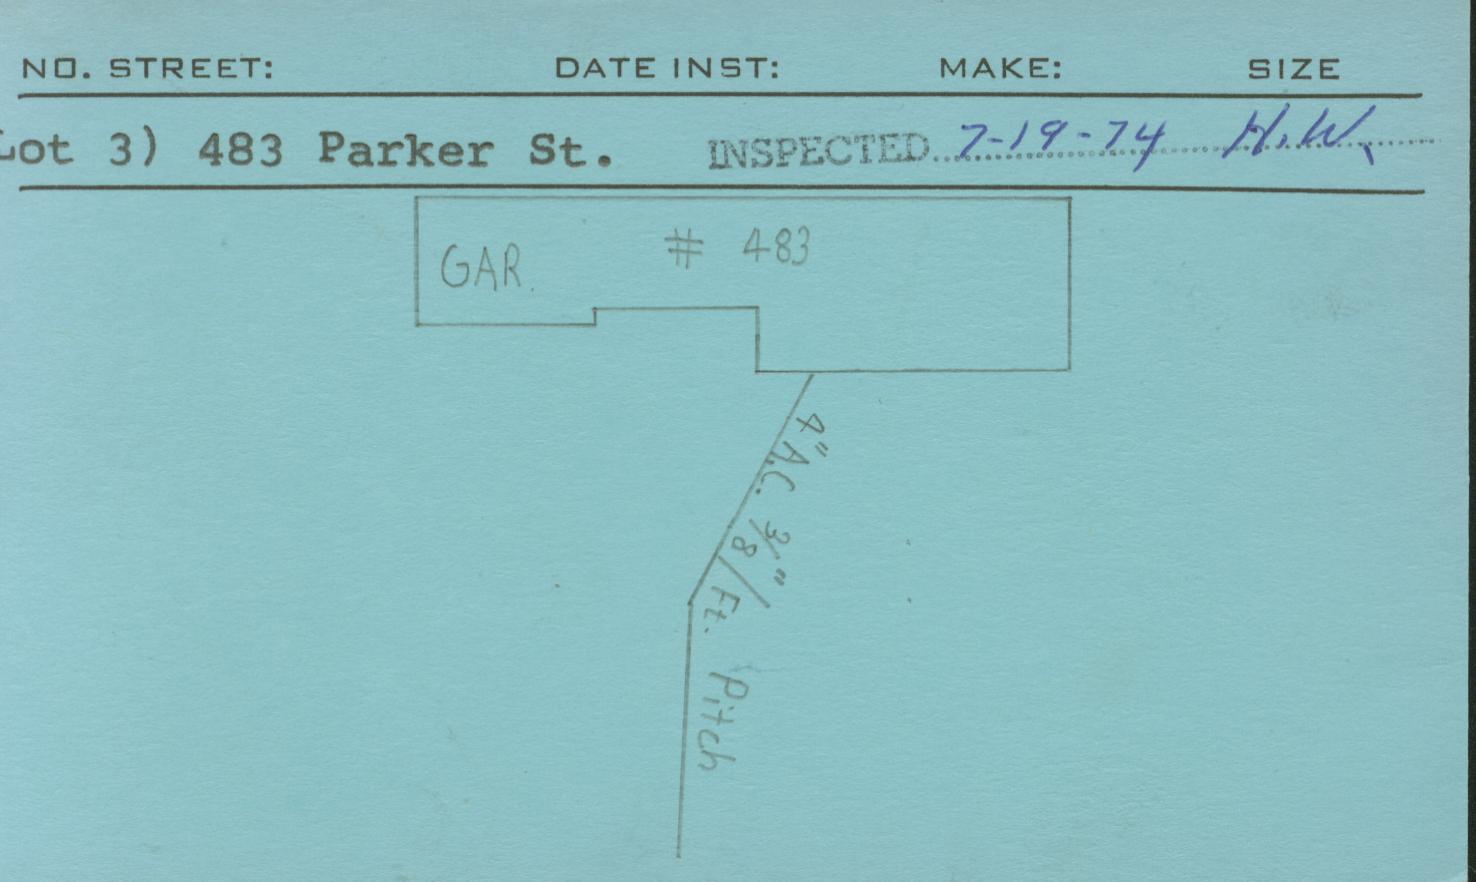 NO. STREET: DATE INST: MAKE: SIZE
Lot 3) 483 Parker St. INSPECTED 7-19-74 H.W.
GAR. # 483
4" A.C. 3/8"/Ft. Pitch